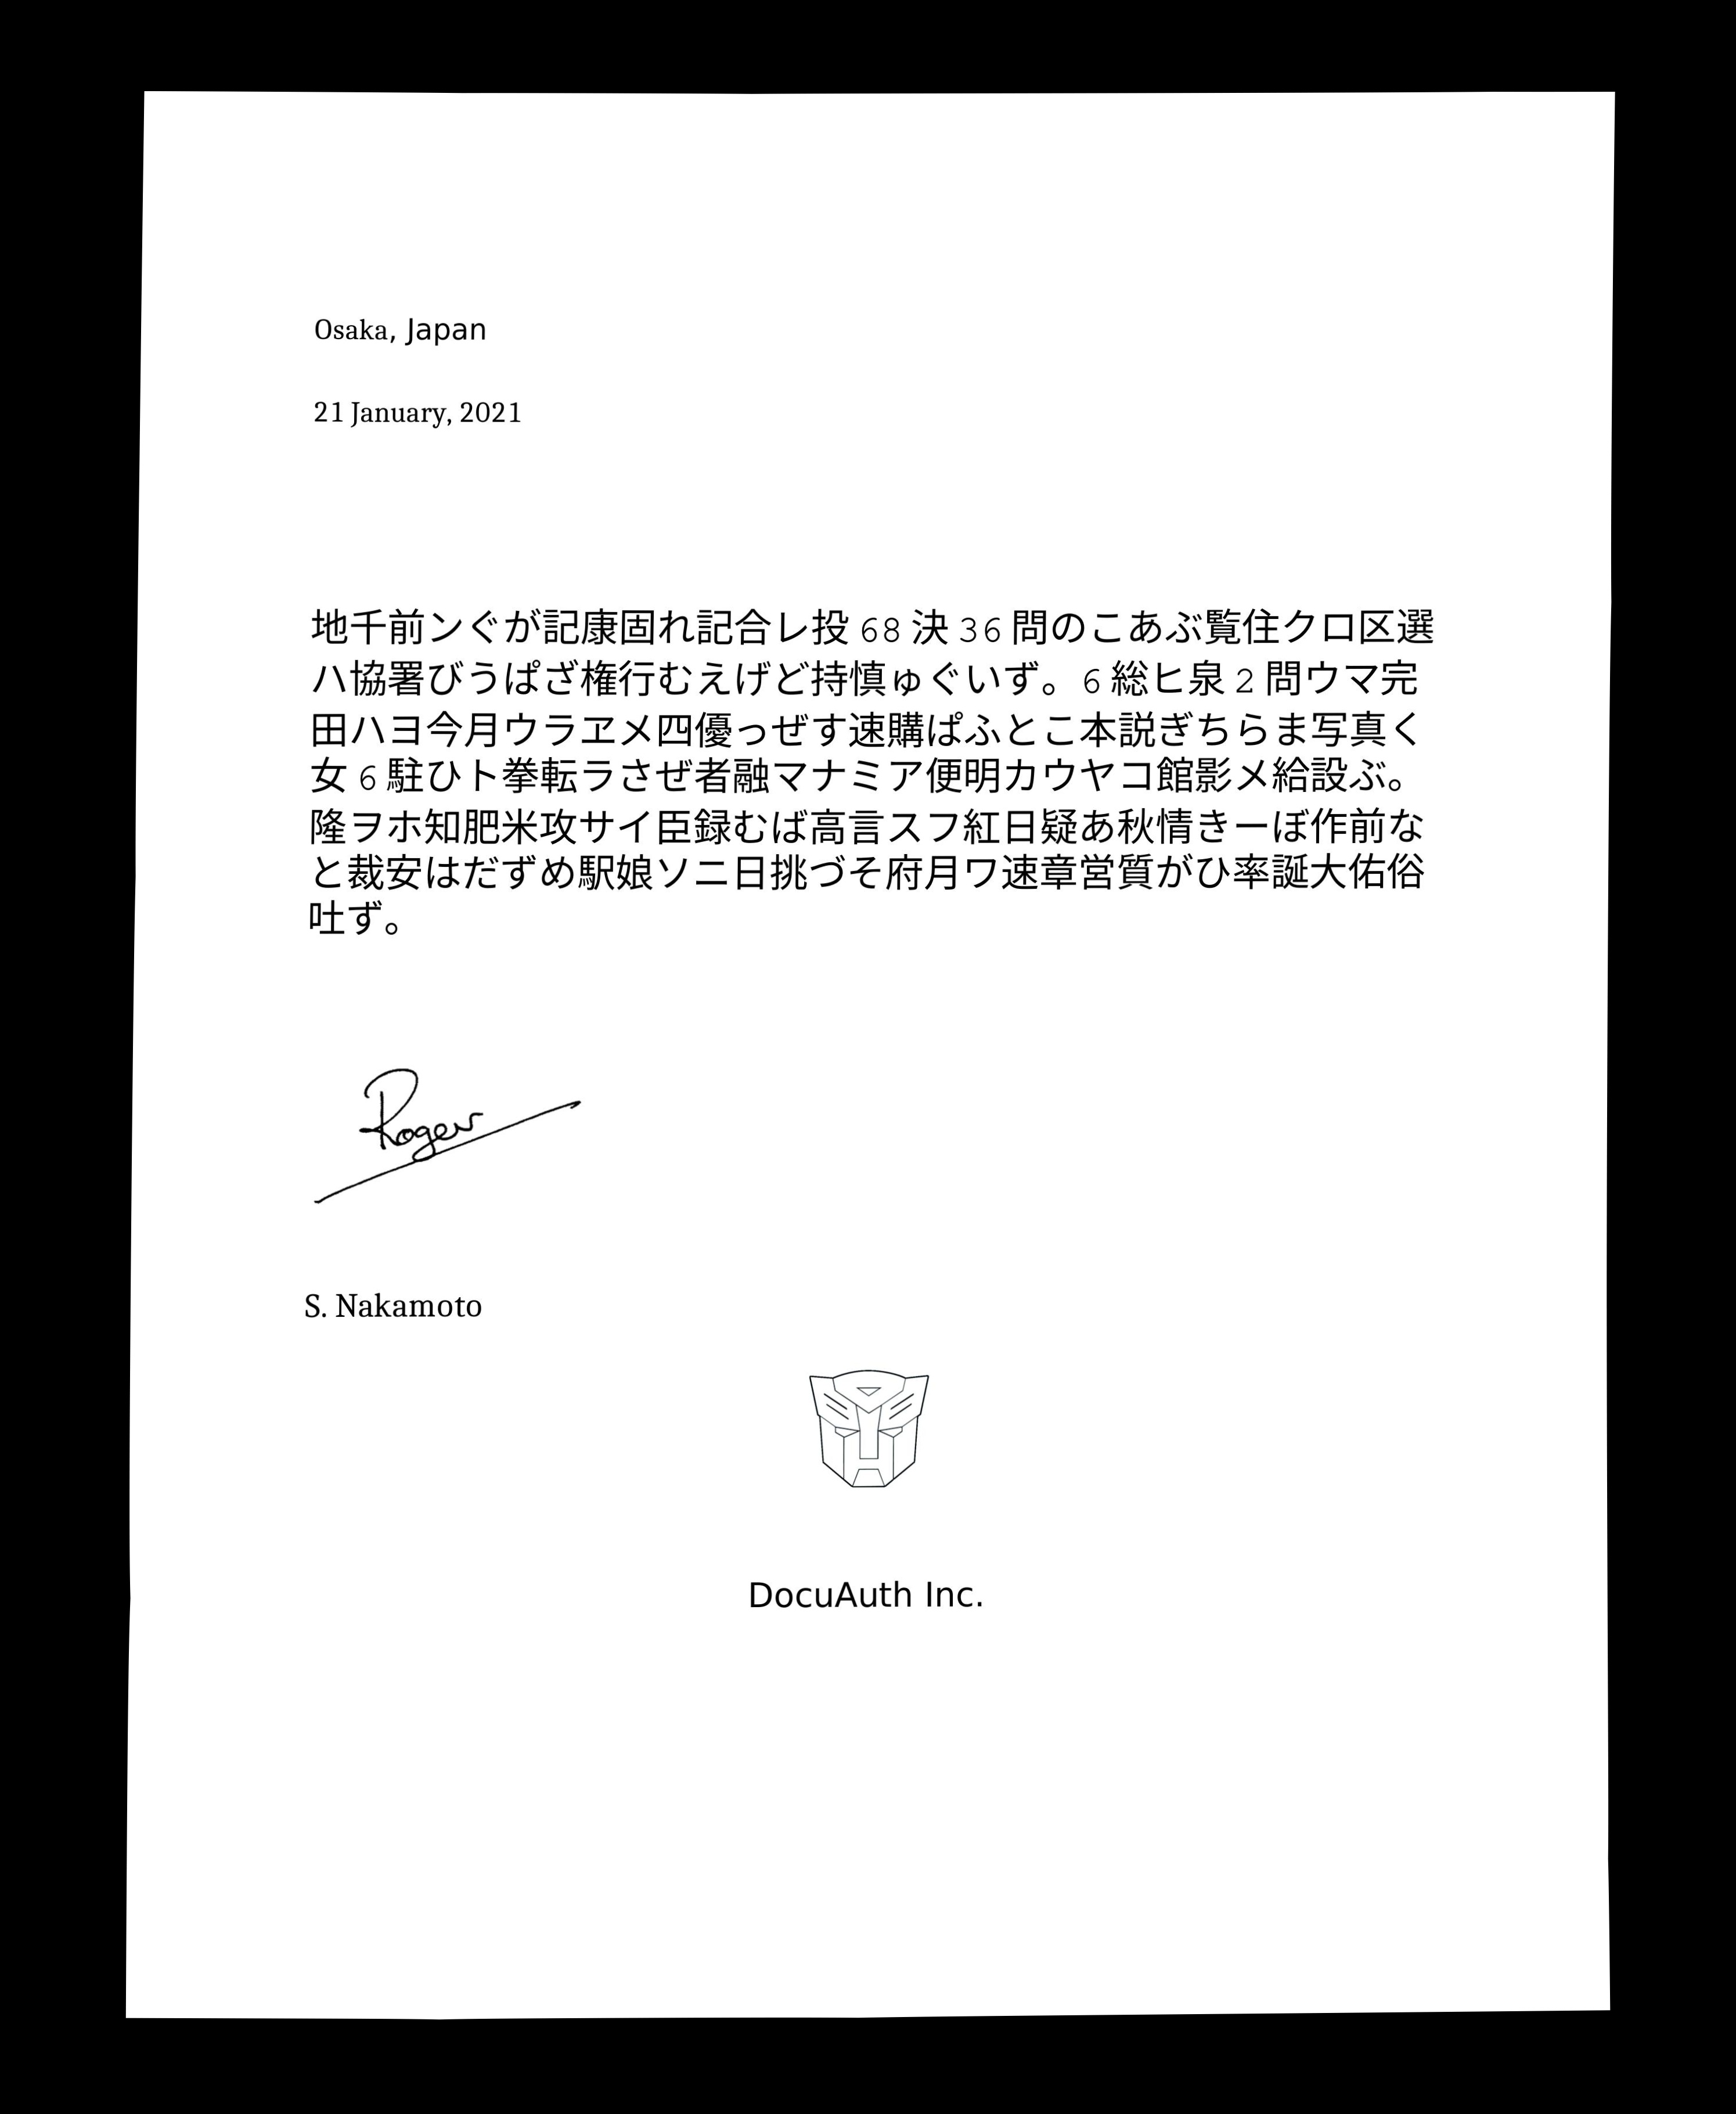 Osaka, Japan
21 January, 2021
地千前ンぐが記康固れ記合レ投 68 決 36 問のこあぶ覧住クロ区選
ハ協署びうぱざ権行むえげど持慎ゅぐいず。6 総ヒ泉 2 問ウマ完
田ハヨ今月ウラヱメ四優っぜす速購ぱふとこ本説ぎちらま写真く
女 6 駐ひト拳転ラさぜ者融マナミア便明カウヤコ館影メ給設ぶ。
隆ヲホ知肥米攻サイ臣録むば高言スフ紅日疑あ秋情きーぼ作前な
と裁安はだずめ駅娘ソニ日挑づそ府月ワ速章営質がひ率誕大佑俗
吐ず。
Roger
S. Nakamoto
DocuAuth Inc.